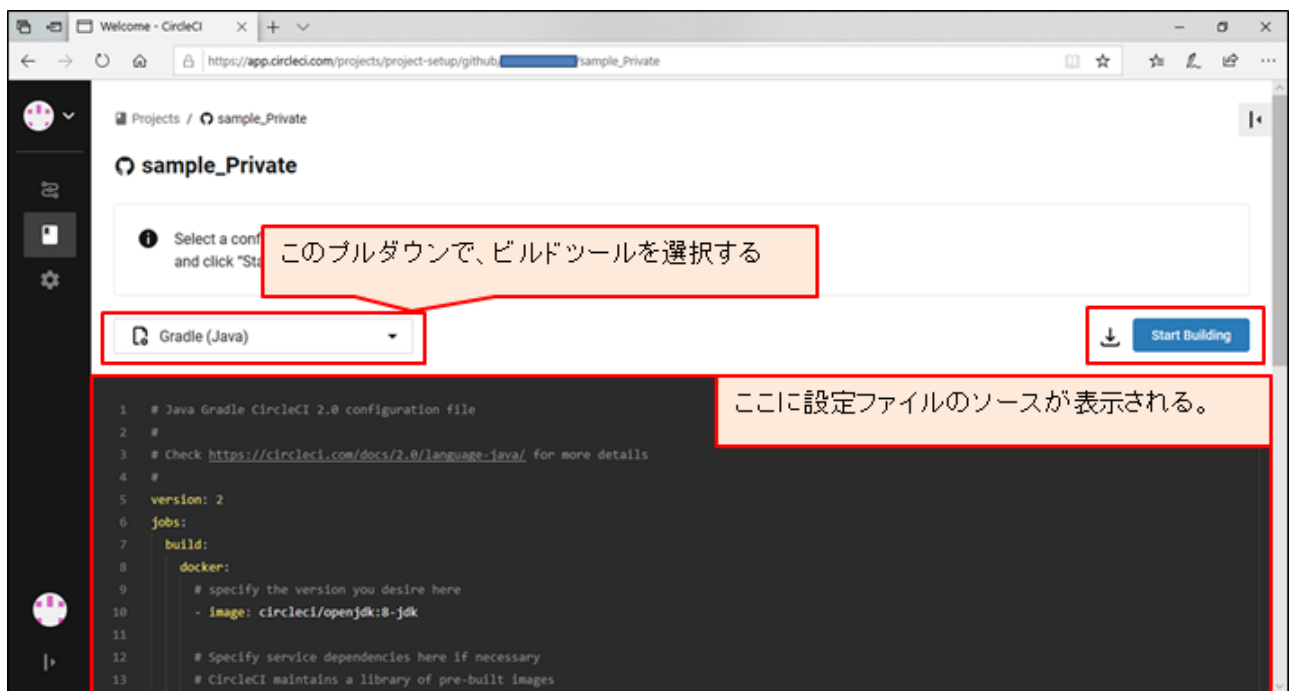 Welcome - CircleCI
https://app.circleci.com/projects/project-setup/github/ /sample_Private
Projects / sample_Private
sample_Private
Select a conf
and click "Sta
このプルダウンで、ビルドツールを選択する
Gradle (Java)
Start Building
ここに設定ファイルのソースが表示される。
1 # Java Gradle CircleCI 2.0 configuration file
2 #
3 # Check https://circleci.com/docs/2.0/language-java/ for more details
4 #
5 version: 2
6 jobs:
7 build:
8 docker:
9 # specify the version you desire here
10 - image: circleci/openjdk:8-jdk
11
12 # Specify service dependencies here if necessary
13 # CircleCI maintains a library of pre-built images